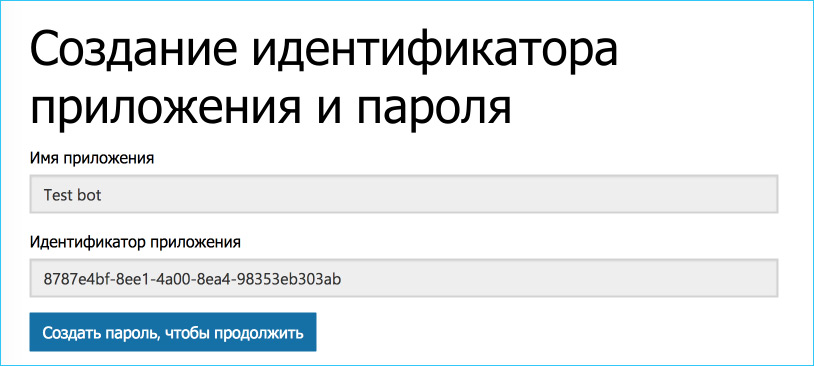 Создание идентификатора
приложения и пароля
Имя приложения
Test bot
Идентификатор приложения
8787e4bf-8ee1-4a00-8ea4-98353eb303ab
Создать пароль, чтобы продолжить